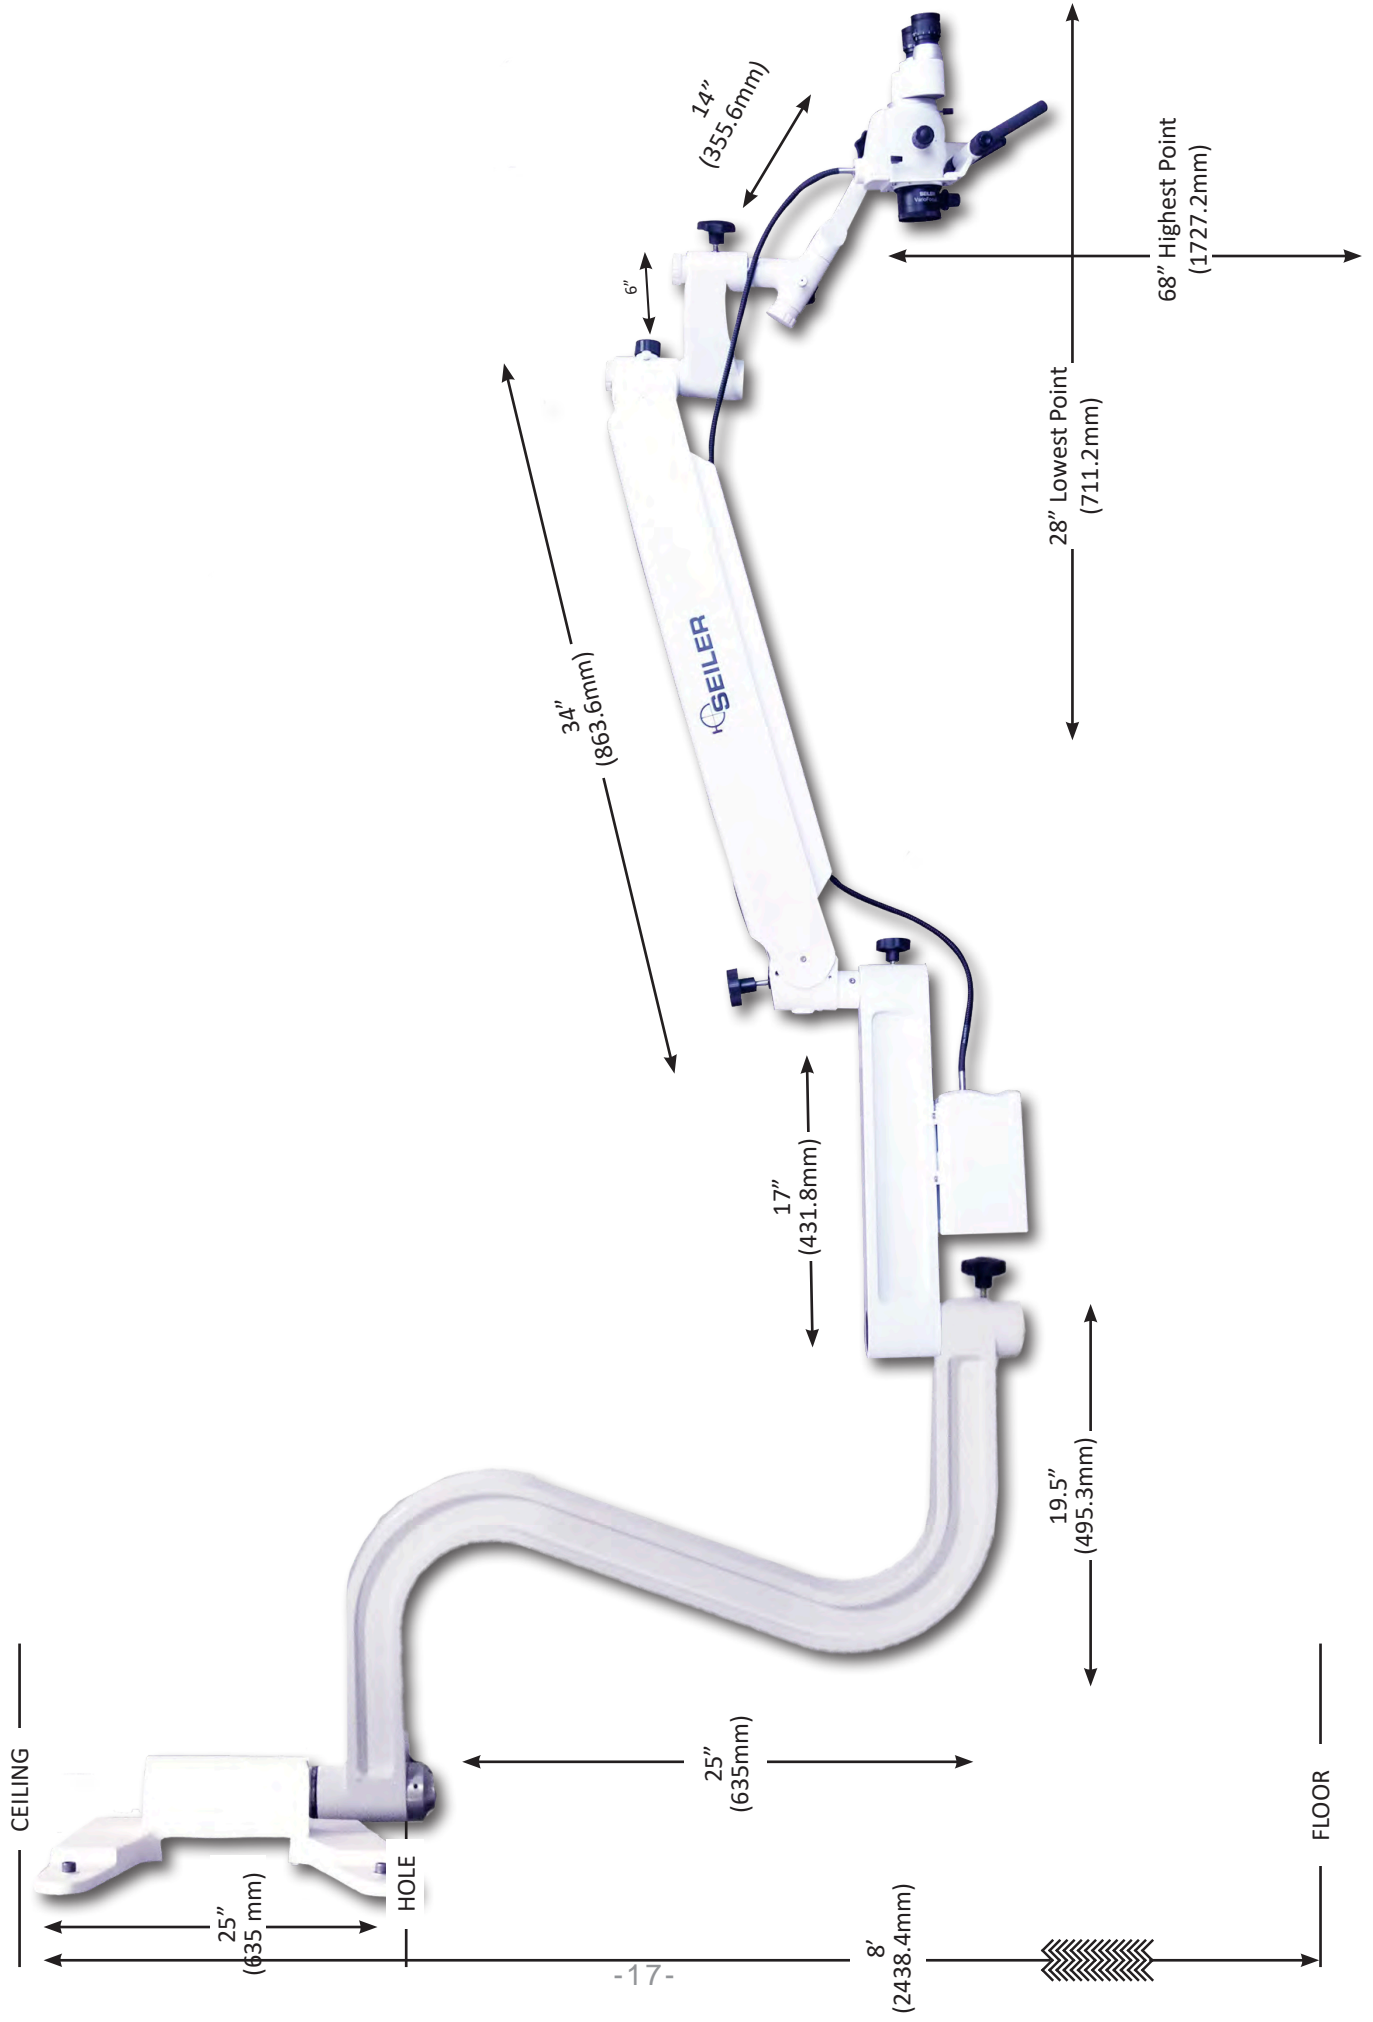 CEILING
25”
(635 mm)
HOLE
8’
(2438.4mm)
FLOOR
25”
(635mm)
19.5”
(495.3mm)
17”
(431.8mm)
34”
(863.6mm)
SEILER
6”
14”
(355.6mm)
28” Lowest Point
(711.2mm)
68” Highest Point
(1727.2mm)
-17-